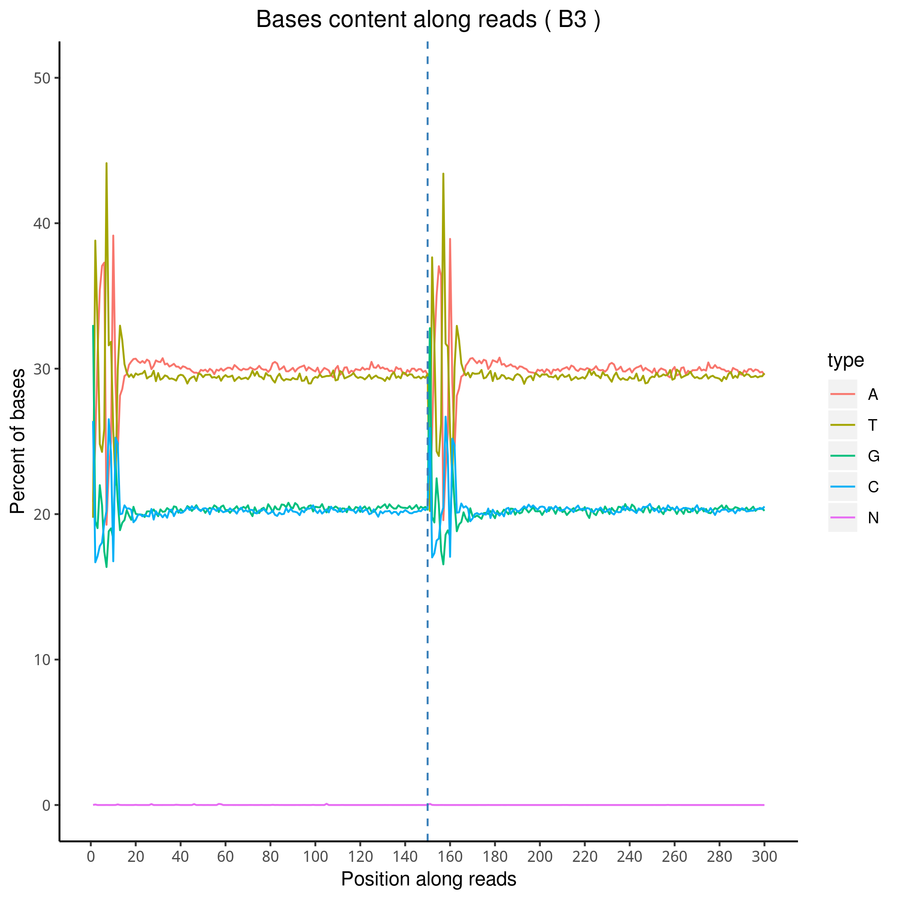 Bases content along reads ( B3 )
Percent of bases
50
40
30
20
10
0
0 20 40 60 80 100 120 140 160 180 200 220 240 260 280 300
Position along reads
type
A
T
G
C
N